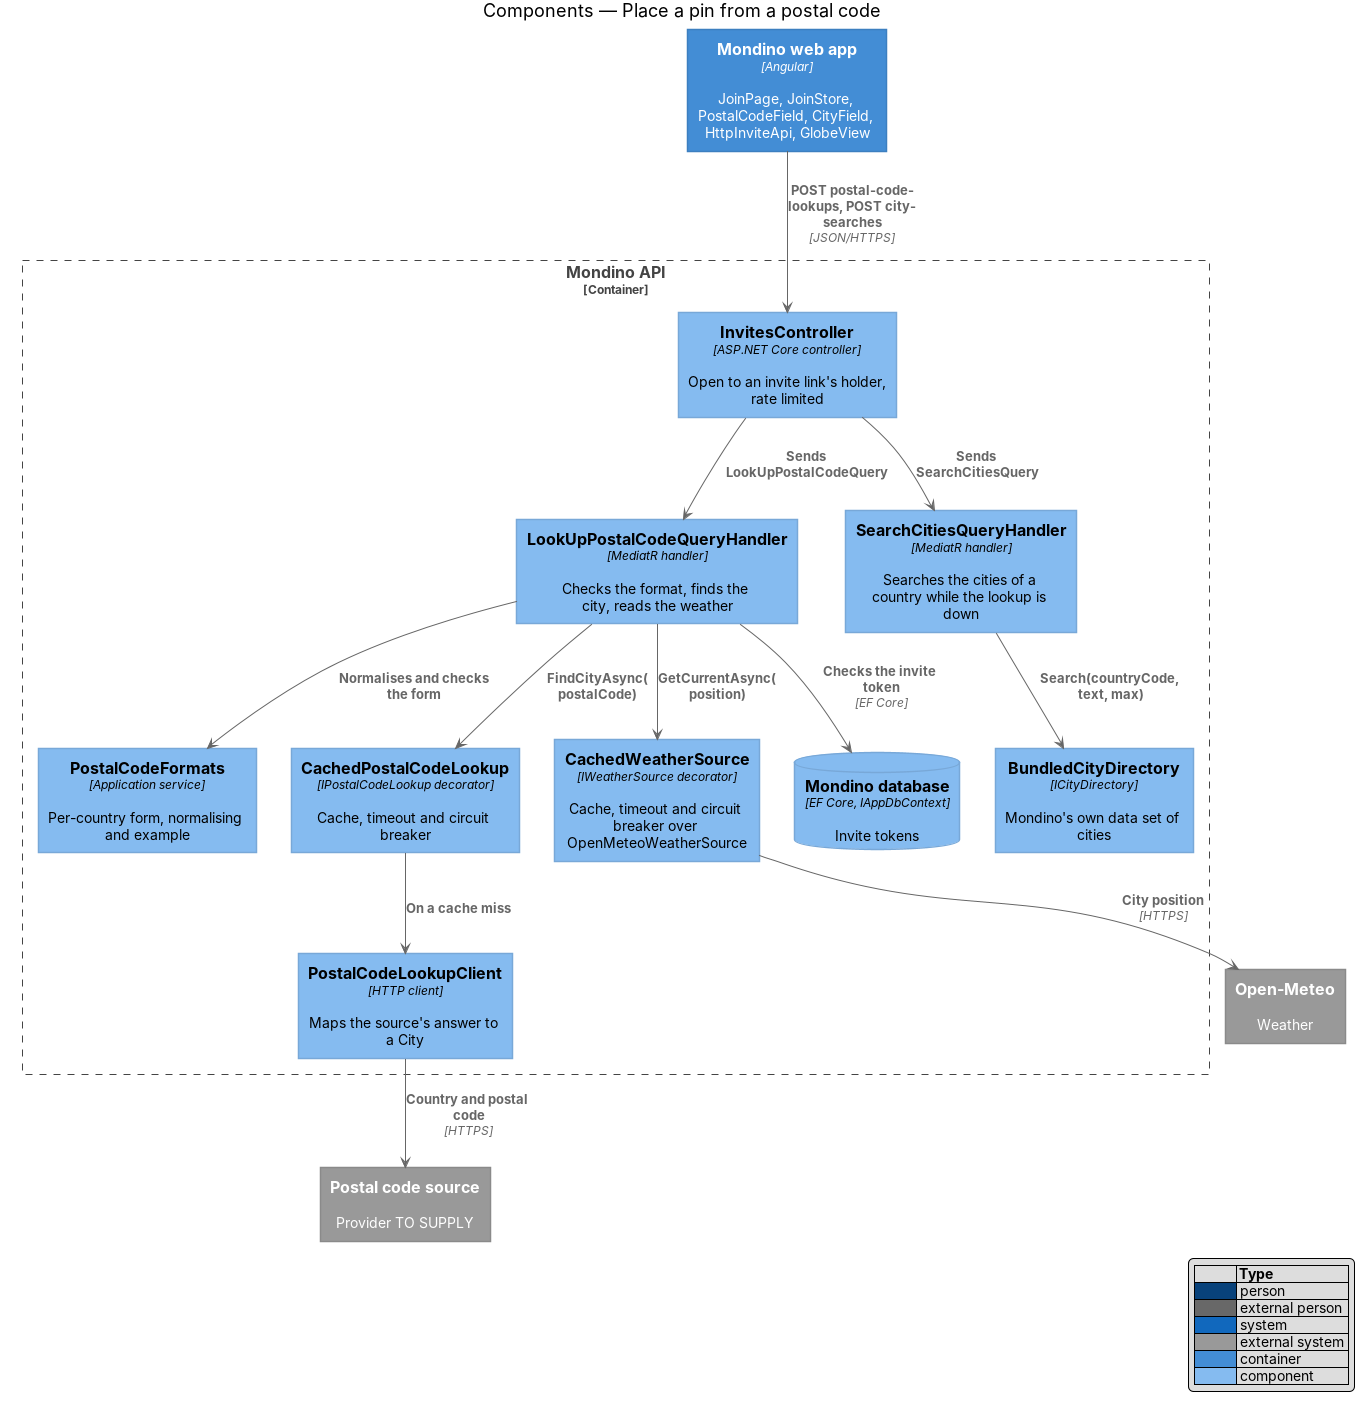 Components — Place a pin from a postal code
Mondino web app
[Angular]
JoinPage, JoinStore,
PostalCodeField, CityField,
HttpInviteApi, GlobeView
POST postal-code-
lookups, POST city-
searches
[JSON/HTTPS]
Mondino API
[Container]
InvitesController
[ASP.NET Core controller]
Open to an invite link's holder,
rate limited
Sends
LookUpPostalCodeQuery
Sends
SearchCitiesQuery
LookUpPostalCodeQueryHandler
[MediatR handler]
Checks the format, finds the
city, reads the weather
SearchCitiesQueryHandler
[MediatR handler]
Searches the cities of a
country while the lookup is
down
Normalises and checks
the form
FindCityAsync(
postalCode)
GetCurrentAsync(
position)
Checks the invite
token
[EF Core]
Search(countryCode,
text, max)
PostalCodeFormats
[Application service]
Per-country form, normalising
and example
CachedPostalCodeLookup
[IPostalCodeLookup decorator]
Cache, timeout and circuit
breaker
CachedWeatherSource
[IWeatherSource decorator]
Cache, timeout and circuit
breaker over
OpenMeteoWeatherSource
Mondino database
[EF Core, IAppDbContext]
Invite tokens
BundledCityDirectory
[ICityDirectory]
Mondino's own data set of
cities
On a cache miss
City position
[HTTPS]
PostalCodeLookupClient
[HTTP client]
Maps the source's answer to
a City
Open-Meteo
Weather
Country and postal
code
[HTTPS]
Postal code source
Provider TO SUPPLY
Type
person
external person
system
external system
container
component